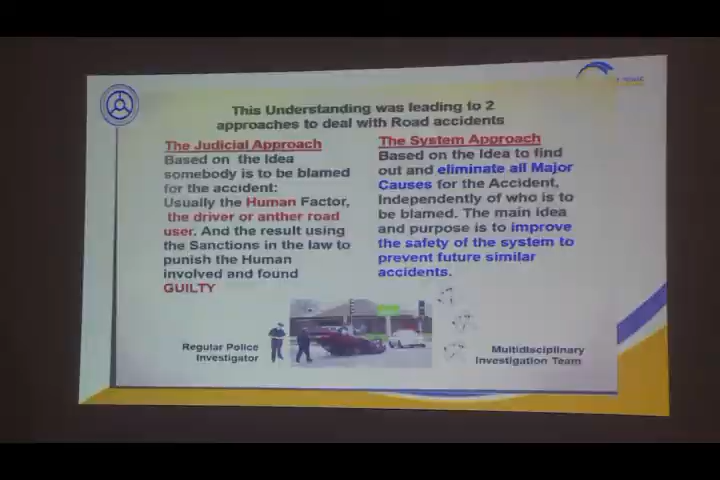 This Understanding was leading to 2
approaches to deal with Road accidents
The Judicial Approach
Based on the Idea
somebody is to be blamed
for the accident:
Usually the Human Factor,
the driver or anther road
user. And the result using
the Sanctions in the law to
punish the Human
involved and found
GUILTY
The System Approach
Based on the Idea to find
out and eliminate all Major
Causes for the Accident,
Independently of who is to
be blamed. The main idea
and purpose is to improve
the safety of the system to
prevent future similar
accidents.
Regular Police
Investigator
Multidisciplinary
Investigation Team